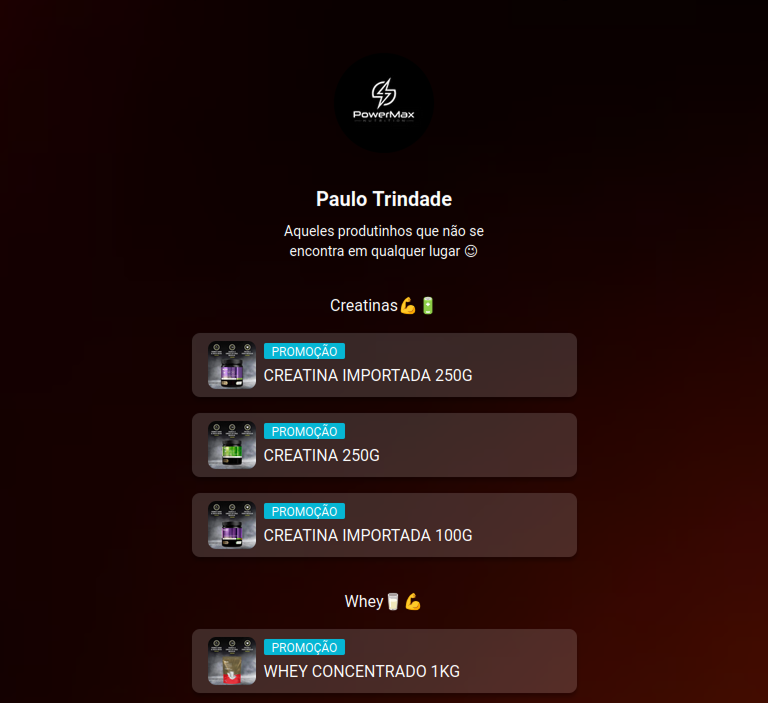 PowerMax
NUTRITION
Paulo Trindade
Aqueles produtinhos que não se
encontra em qualquer lugar 😉
Creatinas💪🔋
PROMOÇÃO
CREATINA IMPORTADA 250G
PROMOÇÃO
CREATINA 250G
PROMOÇÃO
CREATINA IMPORTADA 100G
Whey🥛💪
PROMOÇÃO
WHEY CONCENTRADO 1KG